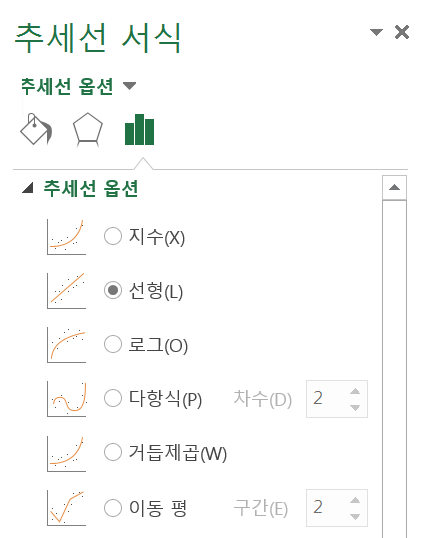 추세선 서식
추세선 옵션
추세선 옵션
지수(X)
선형(L)
로그(O)
다항식(P) 차수(D) 2
거듭제곱(W)
이동 평 구간(E) 2